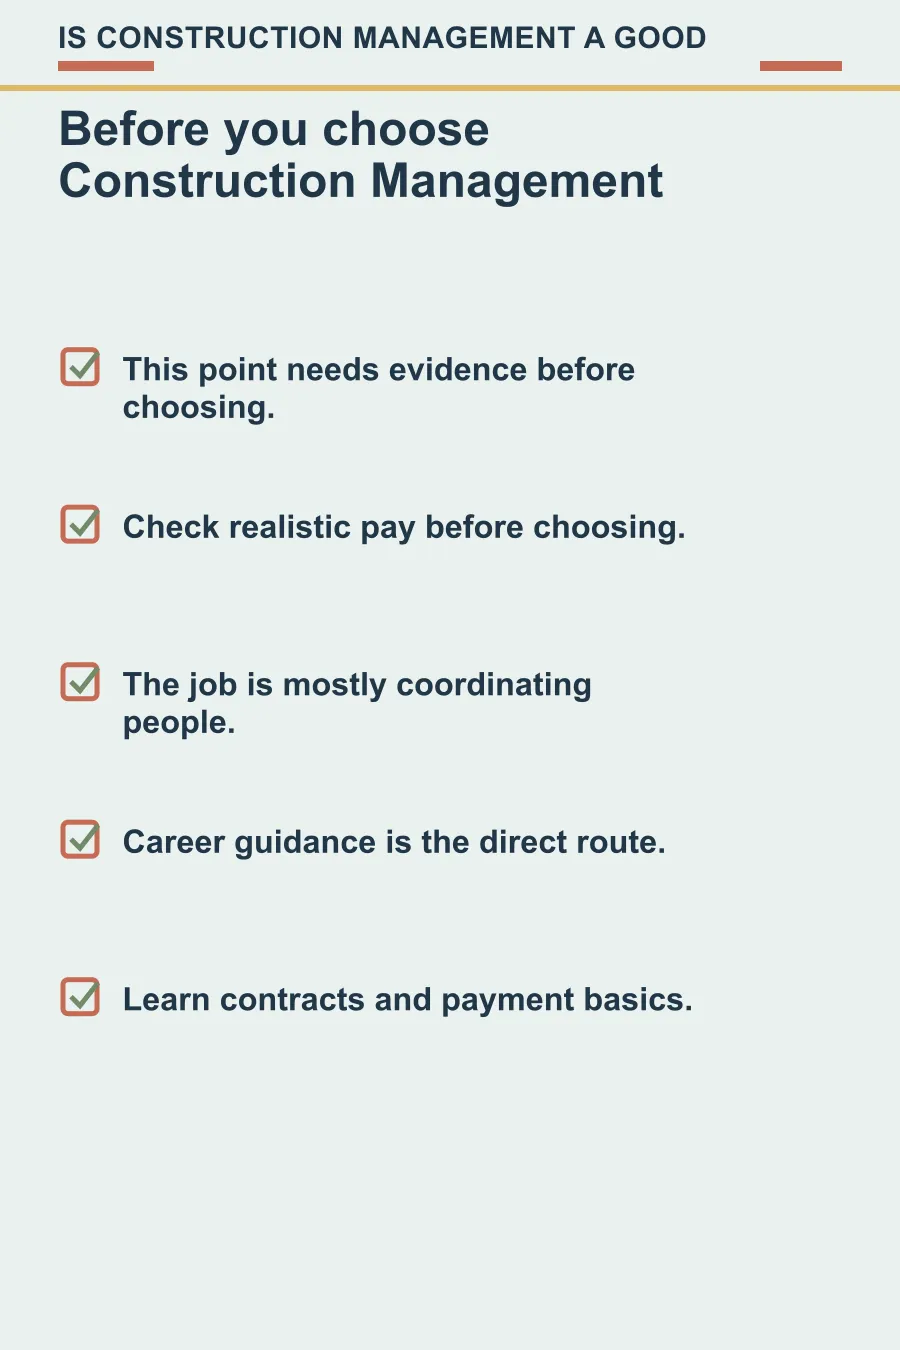 IS CONSTRUCTION MANAGEMENT A GOOD
Before you choose
Construction Management
This point needs evidence before
choosing.
Check realistic pay before choosing.
The job is mostly coordinating
people.
Career guidance is the direct route.
Learn contracts and payment basics.